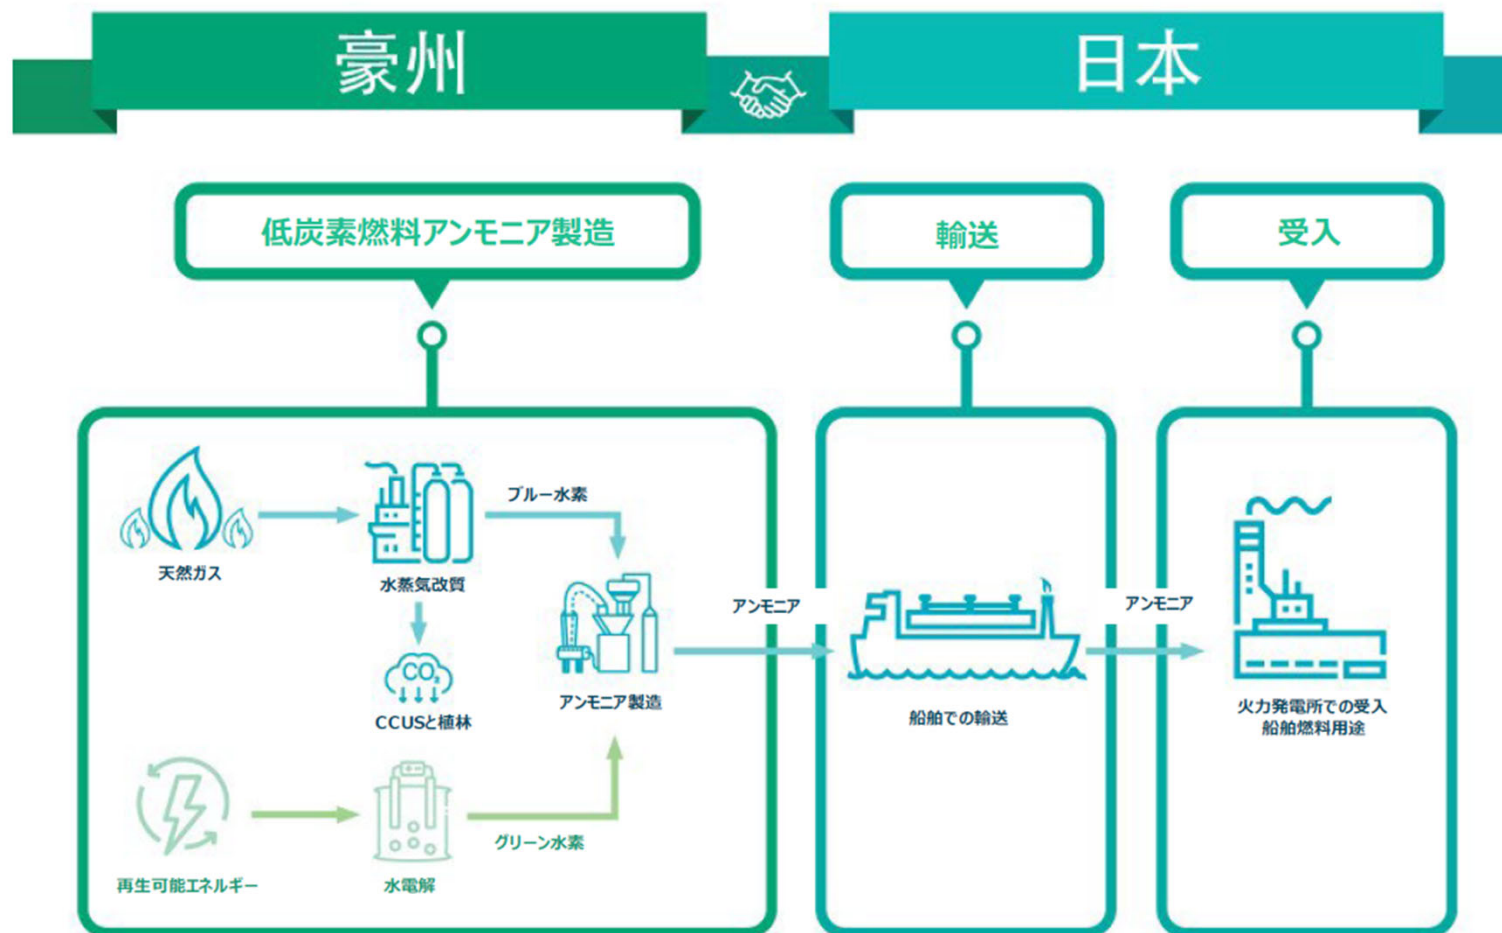 豪州
日本
低炭素燃料アンモニア製造
輸送
受入
天然ガス
水蒸気改質
ブルー水素
CO₂
CCUSと植林
アンモニア製造
再生可能エネルギー
水電解
グリーン水素
アンモニア
船舶での輸送
アンモニア
火力発電所での受入
船舶燃料用途